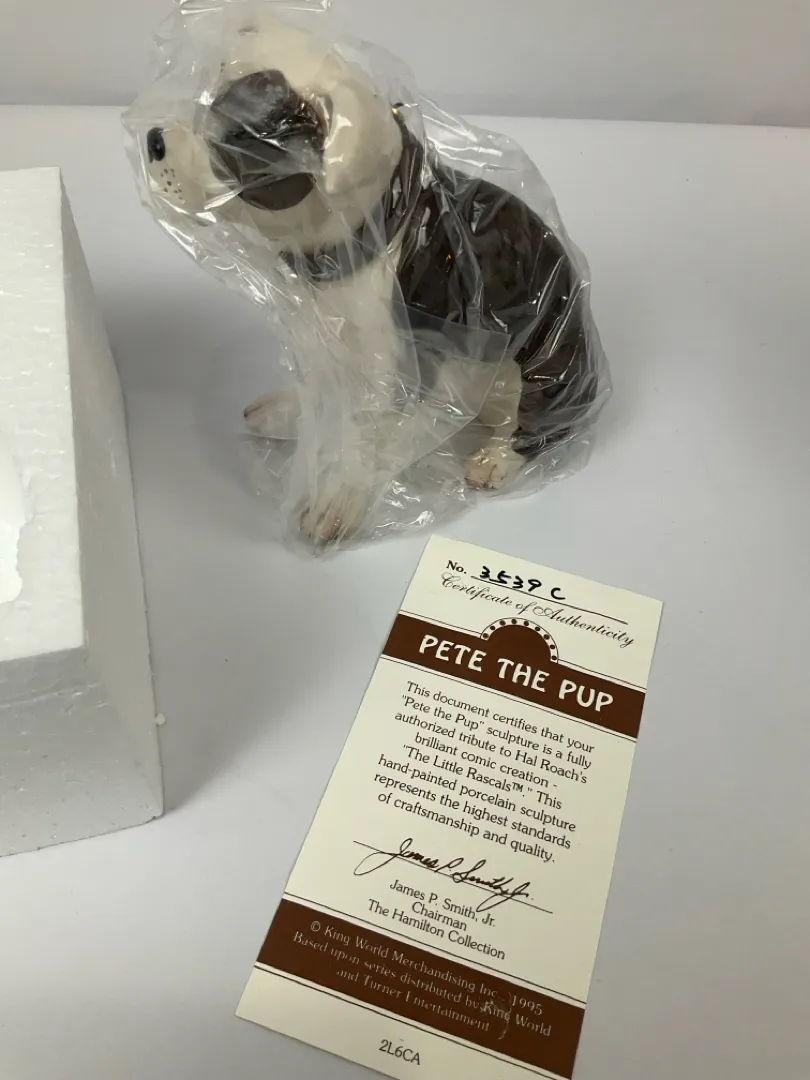 No. 3539 C
Certificate of Authenticity
PETE THE PUP
This document certifies that your
"Pete the Pup" sculpture is a fully
authorized tribute to Hal Roach's
brilliant comic creation -
"The Little Rascals™." This
hand-painted porcelain sculpture
represents the highest standards
of craftsmanship and quality.
James P. Smith, Jr.
James P. Smith, Jr.
Chairman
The Hamilton Collection
© King World Merchandising Inc. 1995
Based upon series distributed by King World
and Turner Entertainment
2L6CA